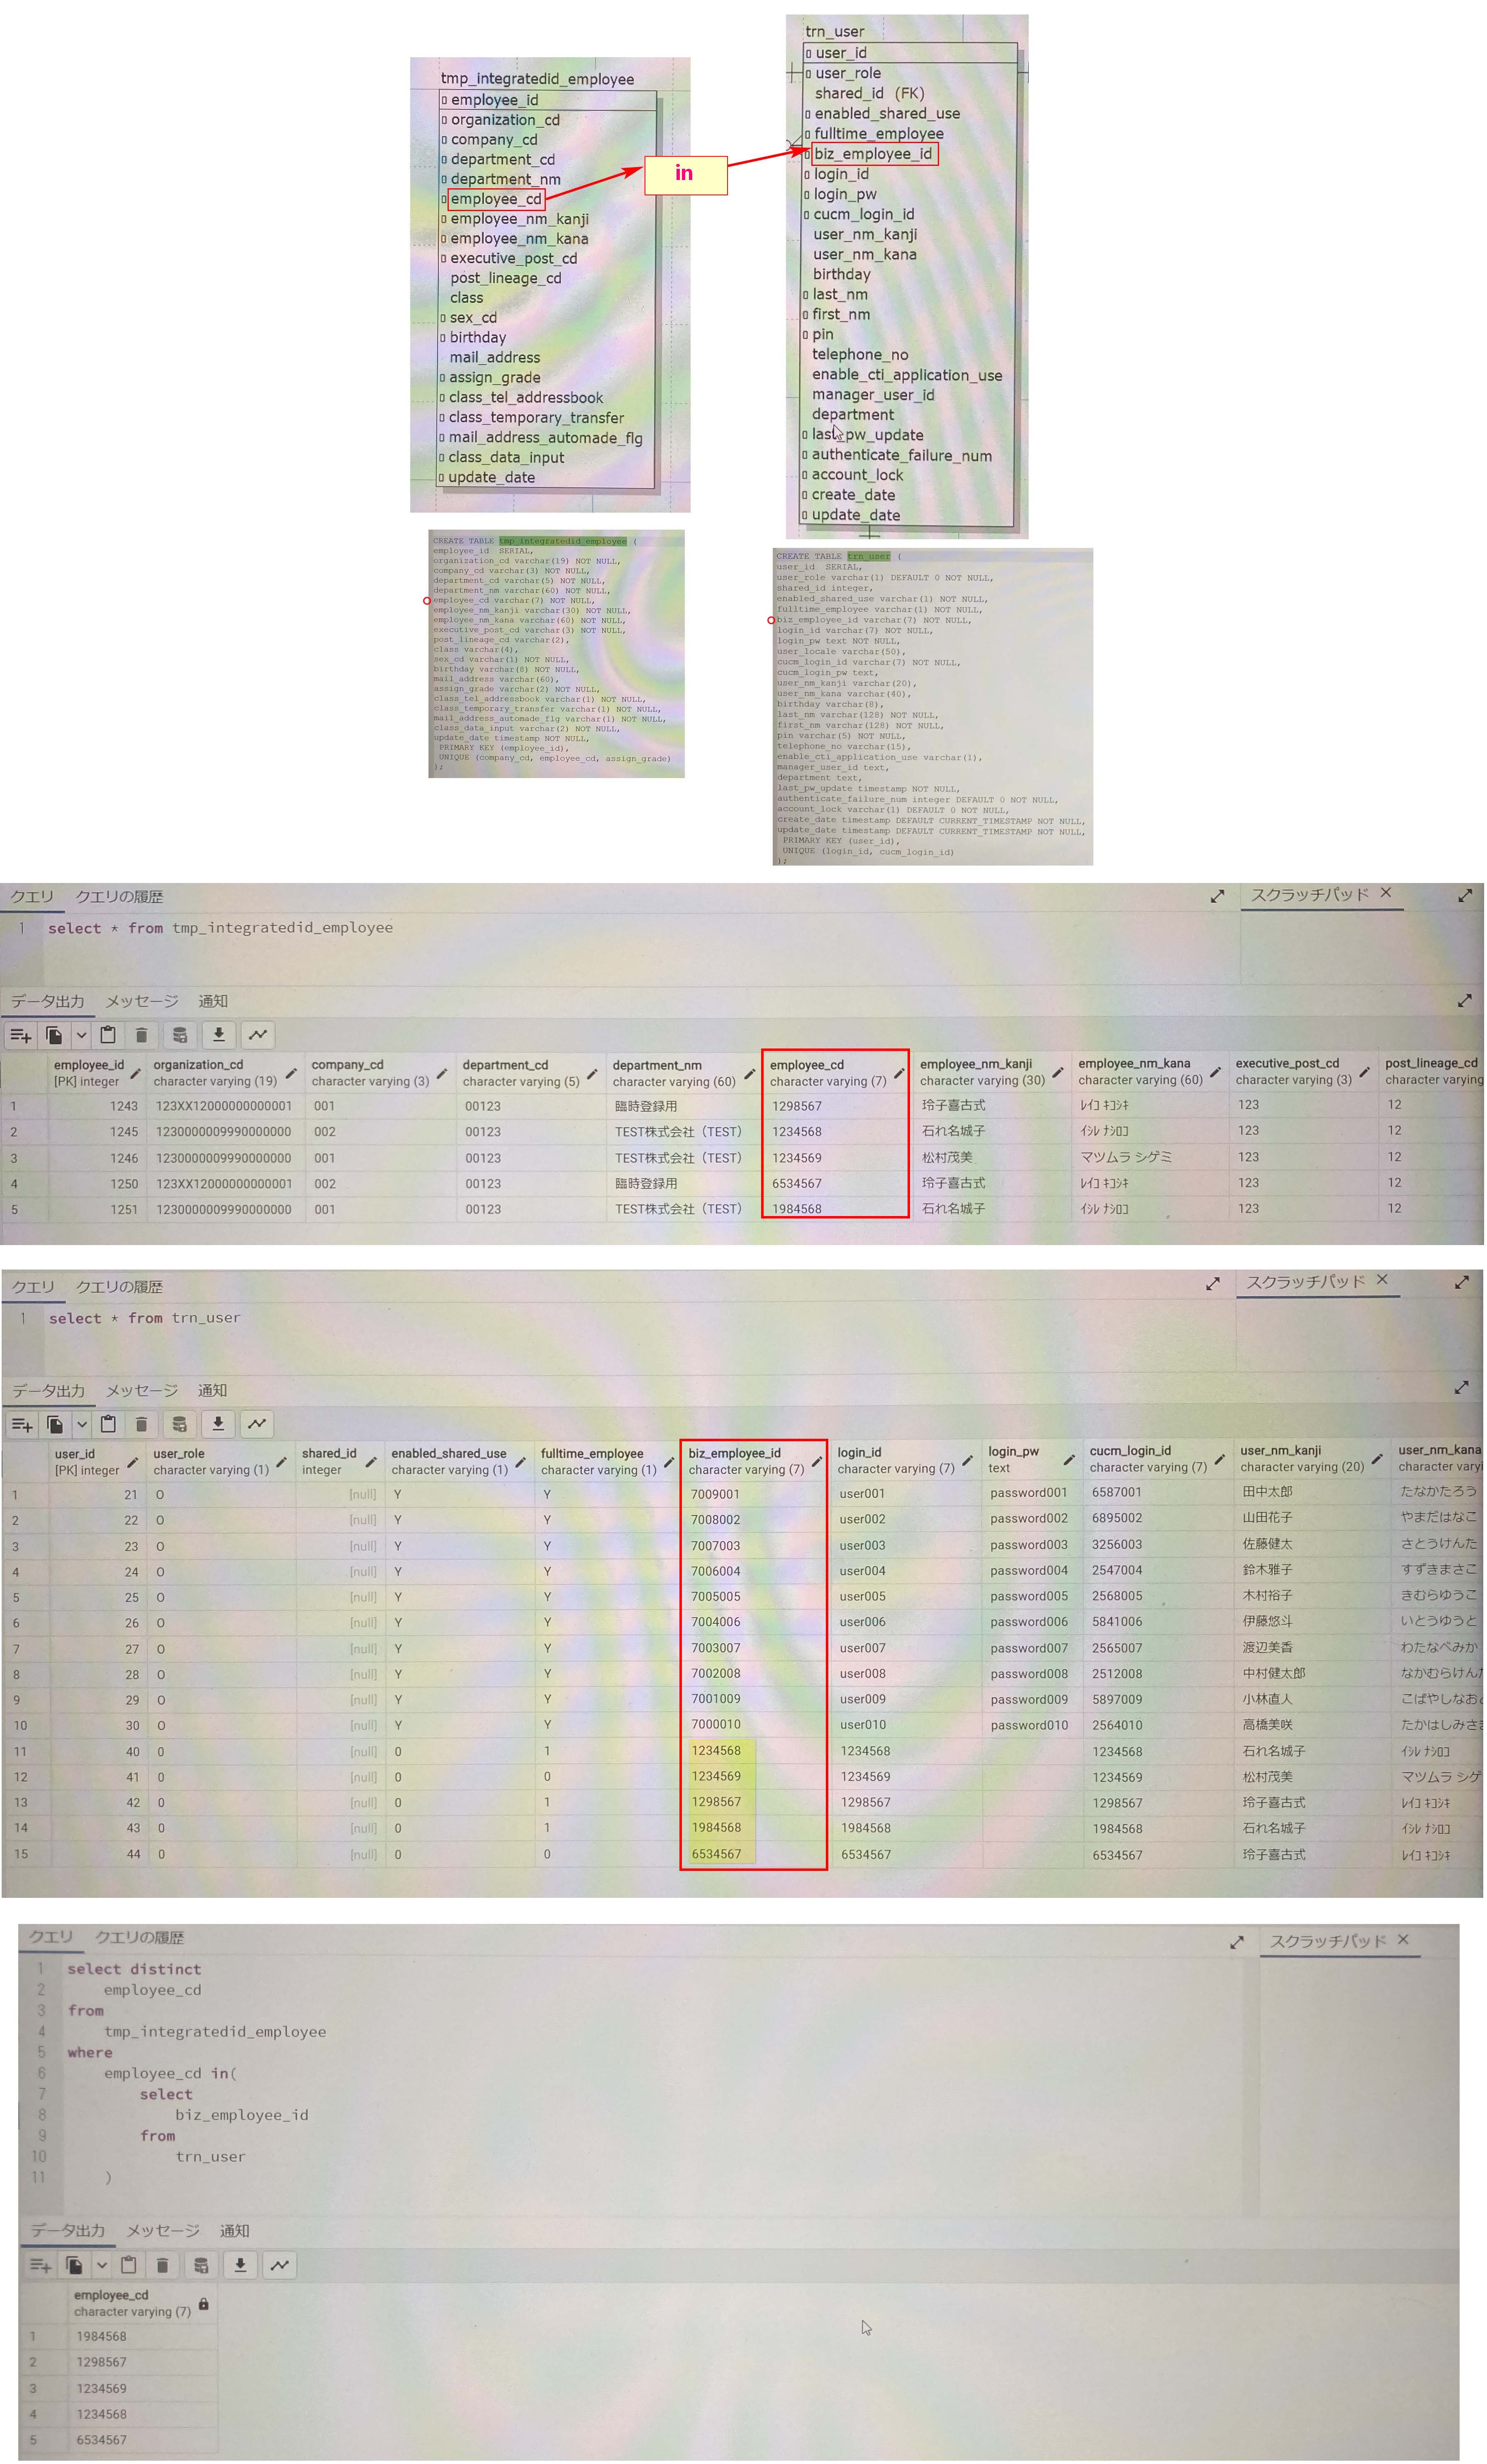 tmp_integratedid_employee
employee_id
organization_cd
company_cd
department_cd
department_nm
employee_cd
employee_nm_kanji
employee_nm_kana
executive_post_cd
post_lineage_cd
class
sex_cd
birthday
mail_address
assign_grade
class_tel_addressbook
class_temporary_transfer
mail_address_automade_flg
class_data_input
update_date
in
trn_user
user_id
user_role
shared_id (FK)
enabled_shared_use
fulltime_employee
biz_employee_id
login_id
login_pw
cucm_login_id
user_nm_kanji
user_nm_kana
birthday
last_nm
first_nm
pin
telephone_no
enable_cti_application_use
manager_user_id
department
last_pw_update
authenticate_failure_num
account_lock
create_date
update_date
CREATE TABLE tmp_integratedid_employee (
employee_id SERIAL,
organization_cd varchar(19) NOT NULL,
company_cd varchar(3) NOT NULL,
department_cd varchar(5) NOT NULL,
department_nm varchar(60) NOT NULL,
employee_cd varchar(7) NOT NULL,
employee_nm_kanji varchar(30) NOT NULL,
employee_nm_kana varchar(60) NOT NULL,
executive_post_cd varchar(3) NOT NULL,
post_lineage_cd varchar(2),
class varchar(4),
sex_cd varchar(1) NOT NULL,
birthday varchar(8) NOT NULL,
mail_address varchar(60),
assign_grade varchar(2) NOT NULL,
class_tel_addressbook varchar(1) NOT NULL,
class_temporary_transfer varchar(1) NOT NULL,
mail_address_automade_flg varchar(1) NOT NULL,
class_data_input varchar(2) NOT NULL,
update_date timestamp NOT NULL,
PRIMARY KEY (employee_id),
UNIQUE (company_cd, employee_cd, assign_grade)
);
CREATE TABLE trn_user (
user_id SERIAL,
user_role varchar(1) DEFAULT 0 NOT NULL,
shared_id integer,
enabled_shared_use varchar(1) NOT NULL,
fulltime_employee varchar(1) NOT NULL,
biz_employee_id varchar(7) NOT NULL,
login_id varchar(7) NOT NULL,
login_pw text NOT NULL,
user_locale varchar(50),
cucm_login_id varchar(7) NOT NULL,
cucm_login_pw text,
user_nm_kanji varchar(20),
user_nm_kana varchar(40),
birthday varchar(8),
last_nm varchar(128) NOT NULL,
first_nm varchar(128) NOT NULL,
pin varchar(5) NOT NULL,
telephone_no varchar(15),
enable_cti_application_use varchar(1),
manager_user_id text,
department text,
last_pw_update timestamp NOT NULL,
authenticate_failure_num integer DEFAULT 0 NOT NULL,
account_lock varchar(1) DEFAULT 0 NOT NULL,
create_date timestamp DEFAULT CURRENT_TIMESTAMP NOT NULL,
update_date timestamp DEFAULT CURRENT_TIMESTAMP NOT NULL,
PRIMARY KEY (user_id),
UNIQUE (login_id, cucm_login_id)
);
クエリ クエリの履歴 スクラッチパッド ×
1 select * from tmp_integratedid_employee
データ出力 メッセージ 通知
employee_id organization_cd company_cd department_cd department_nm employee_cd employee_nm_kanji employee_nm_kana executive_post_cd post_lineage_cd
[PK] integer character varying (19) character varying (3) character varying (5) character varying (60) character varying (7) character varying (30) character varying (60) character varying (3) character varying
1 1243 123XX12000000000001 001 00123 臨時登録用 1298567 玲子喜古式 ﾚｲｺ ｷｺｼｷ 123 12
2 1245 1230000009990000000 002 00123 TEST株式会社（TEST） 1234568 石れ名城子 ｲｼﾚ ﾅｼﾛｺ 123 12
3 1246 1230000009990000000 001 00123 TEST株式会社（TEST） 1234569 松村茂美 マツムラ シゲミ 123 12
4 1250 123XX12000000000001 002 00123 臨時登録用 6534567 玲子喜古式 ﾚｲｺ ｷｺｼｷ 123 12
5 1251 1230000009990000000 001 00123 TEST株式会社（TEST） 1984568 石れ名城子 ｲｼﾚ ﾅｼﾛｺ 123 12
クエリ クエリの履歴 スクラッチパッド ×
1 select * from trn_user
データ出力 メッセージ 通知
user_id user_role shared_id enabled_shared_use fulltime_employee biz_employee_id login_id login_pw cucm_login_id user_nm_kanji user_nm_kana
[PK] integer character varying (1) integer character varying (1) character varying (1) character varying (7) character varying (7) text character varying (7) character varying (20) character vary
1 21 O [null] Y Y 7009001 user001 password001 6587001 田中太郎 たなかたろう
2 22 O [null] Y Y 7008002 user002 password002 6895002 山田花子 やまだはなこ
3 23 O [null] Y Y 7007003 user003 password003 3256003 佐藤健太 さとうけんた
4 24 O [null] Y Y 7006004 user004 password004 2547004 鈴木雅子 すずきまさこ
5 25 O [null] Y Y 7005005 user005 password005 2568005 木村裕子 きむらゆうこ
6 26 O [null] Y Y 7004006 user006 password006 5841006 伊藤悠斗 いとうゆうと
7 27 O [null] Y Y 7003007 user007 password007 2565007 渡辺美香 わたなべみか
8 28 O [null] Y Y 7002008 user008 password008 2512008 中村健太郎 なかむらけん
9 29 O [null] Y Y 7001009 user009 password009 5897009 小林直人 こばやしなお
10 30 O [null] Y Y 7000010 user010 password010 2564010 高橋美咲 たかはしみさ
11 40 0 [null] 0 1 1234568 1234568 1234568 石れ名城子 ｲｼﾚ ﾅｼﾛｺ
12 41 0 [null] 0 0 1234569 1234569 1234569 松村茂美 マツムラ シゲ
13 42 0 [null] 0 1 1298567 1298567 1298567 玲子喜古式 ﾚｲｺ ｷｺｼｷ
14 43 0 [null] 0 1 1984568 1984568 1984568 石れ名城子 ｲｼﾚ ﾅｼﾛｺ
15 44 0 [null] 0 0 6534567 6534567 6534567 玲子喜古式 ﾚｲｺ ｷｺｼｷ
クエリ クエリの履歴 スクラッチパッド ×
1 select distinct
2 employee_cd
3 from
4 tmp_integratedid_employee
5 where
6 employee_cd in(
7 select
8 biz_employee_id
9 from
10 trn_user
11 )
データ出力 メッセージ 通知
employee_cd
character varying (7)
1 1984568
2 1298567
3 1234569
4 1234568
5 6534567